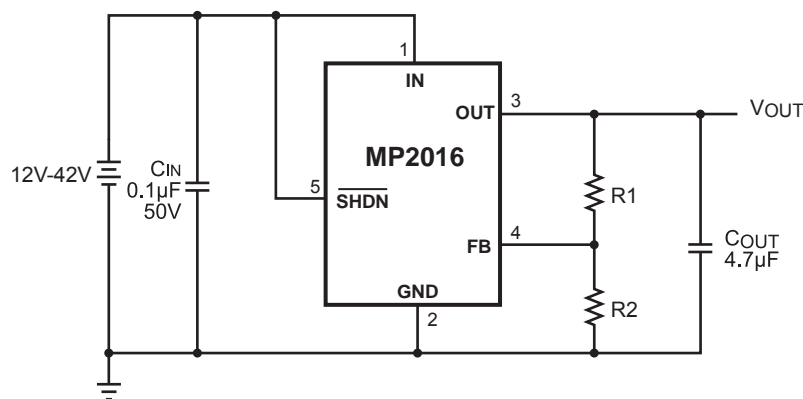 1
IN
OUT
3
VOUT
MP2016
12V-42V
CIN
0.1µF
50V
5
SHDN
R1
4
FB
COUT
4.7µF
GND
2
R2